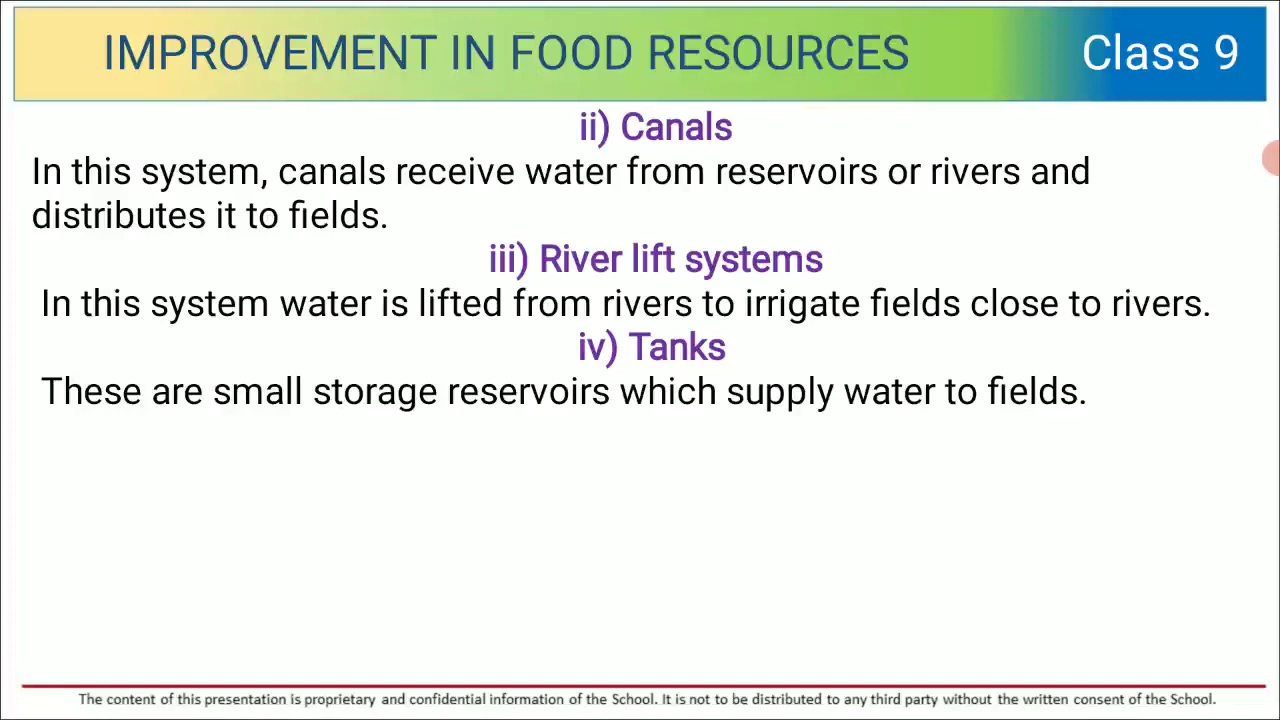 IMPROVEMENT IN FOOD RESOURCES
Class 9
ii) Canals
In this system, canals receive water from reservoirs or rivers and
distributes it to fields.
iii) River lift systems
In this system water is lifted from rivers to irrigate fields close to rivers.
iv) Tanks
These are small storage reservoirs which supply water to fields.
The content of this presentation is proprietary and confidential information of the School. It is not to be distributed to any third party without the written consent of the School.